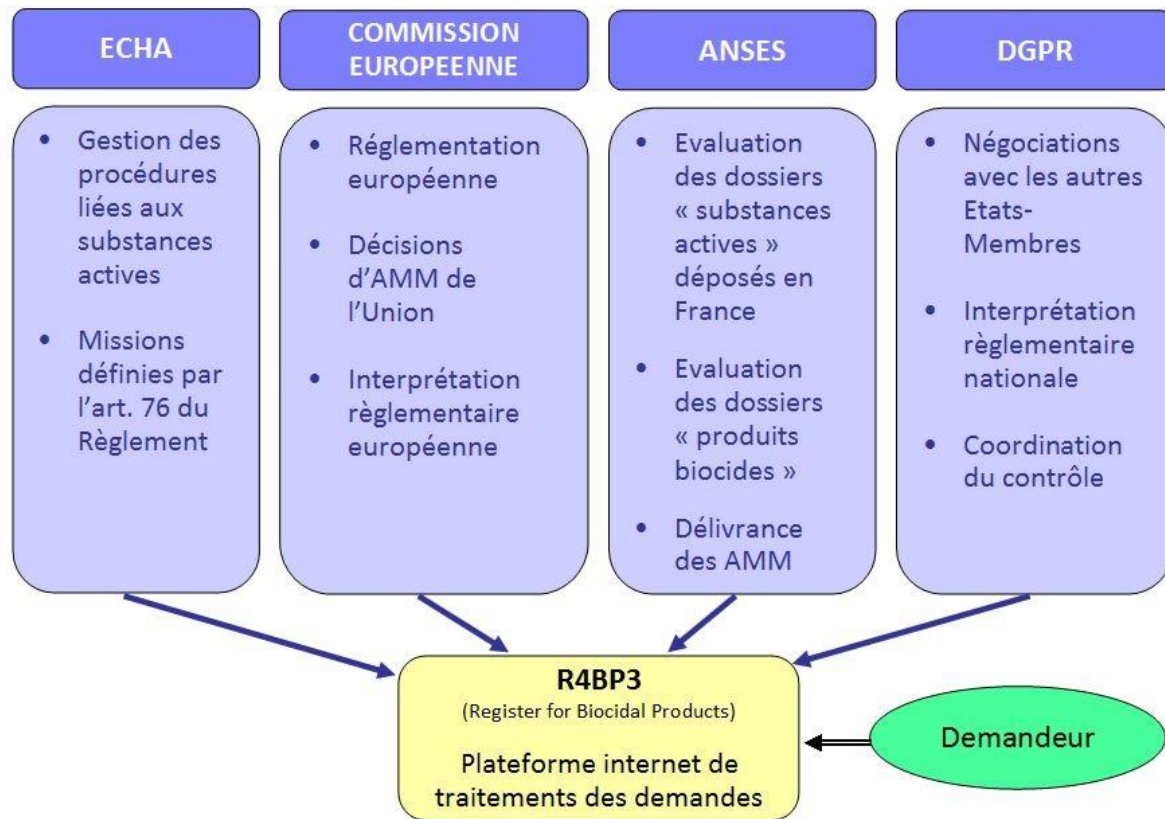 ECHA
• Gestion des
procédures
liées aux
substances
actives
• Missions
définies par
l'art. 76 du
Règlement
COMMISSION
EUROPEENNE
• Réglementation
européenne
• Décisions
d'AMM de
l'Union
• Interprétation
règlementaire
européenne
ANSES
• Evaluation
des dossiers
« substances
actives »
déposés en
France
• Evaluation
des dossiers
« produits
biocides »
• Délivrance
des AMM
DGPR
• Négociations
avec les autres
Etats-
Membres
• Interprétation
règlementaire
nationale
• Coordination
du contrôle
R4BP3
(Register for Biocidal Products)
Plateforme internet de
traitements des demandes
Demandeur